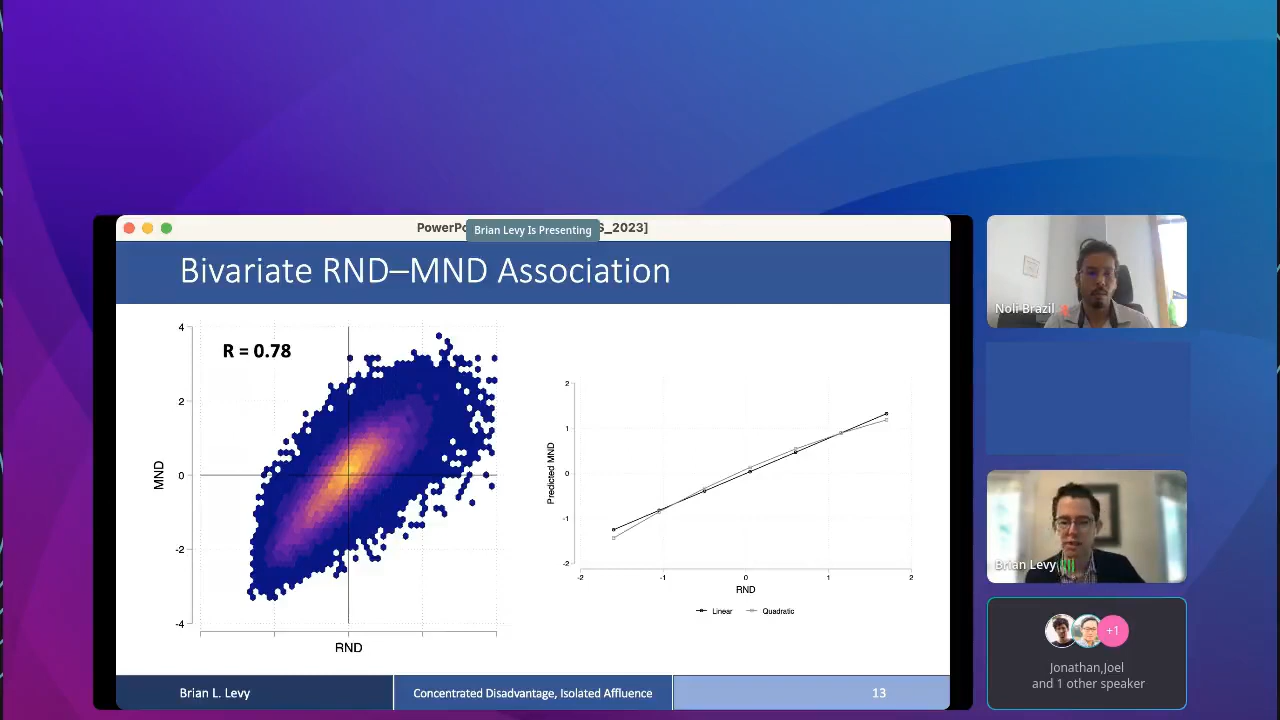 PowerPo
Brian Levy Is Presenting
S_2023]
Bivariate RND–MND Association
R = 0.78
4
2
0
-2
-4
MND
RND
2
1
0
-1
-2
Predicted MND
-2
-1
0
1
2
RND
Linear
Quadratic
Brian L. Levy
Concentrated Disadvantage, Isolated Affluence
13
Noli Brazil
Brian Levy
+1
Jonathan,Joel
and 1 other speaker